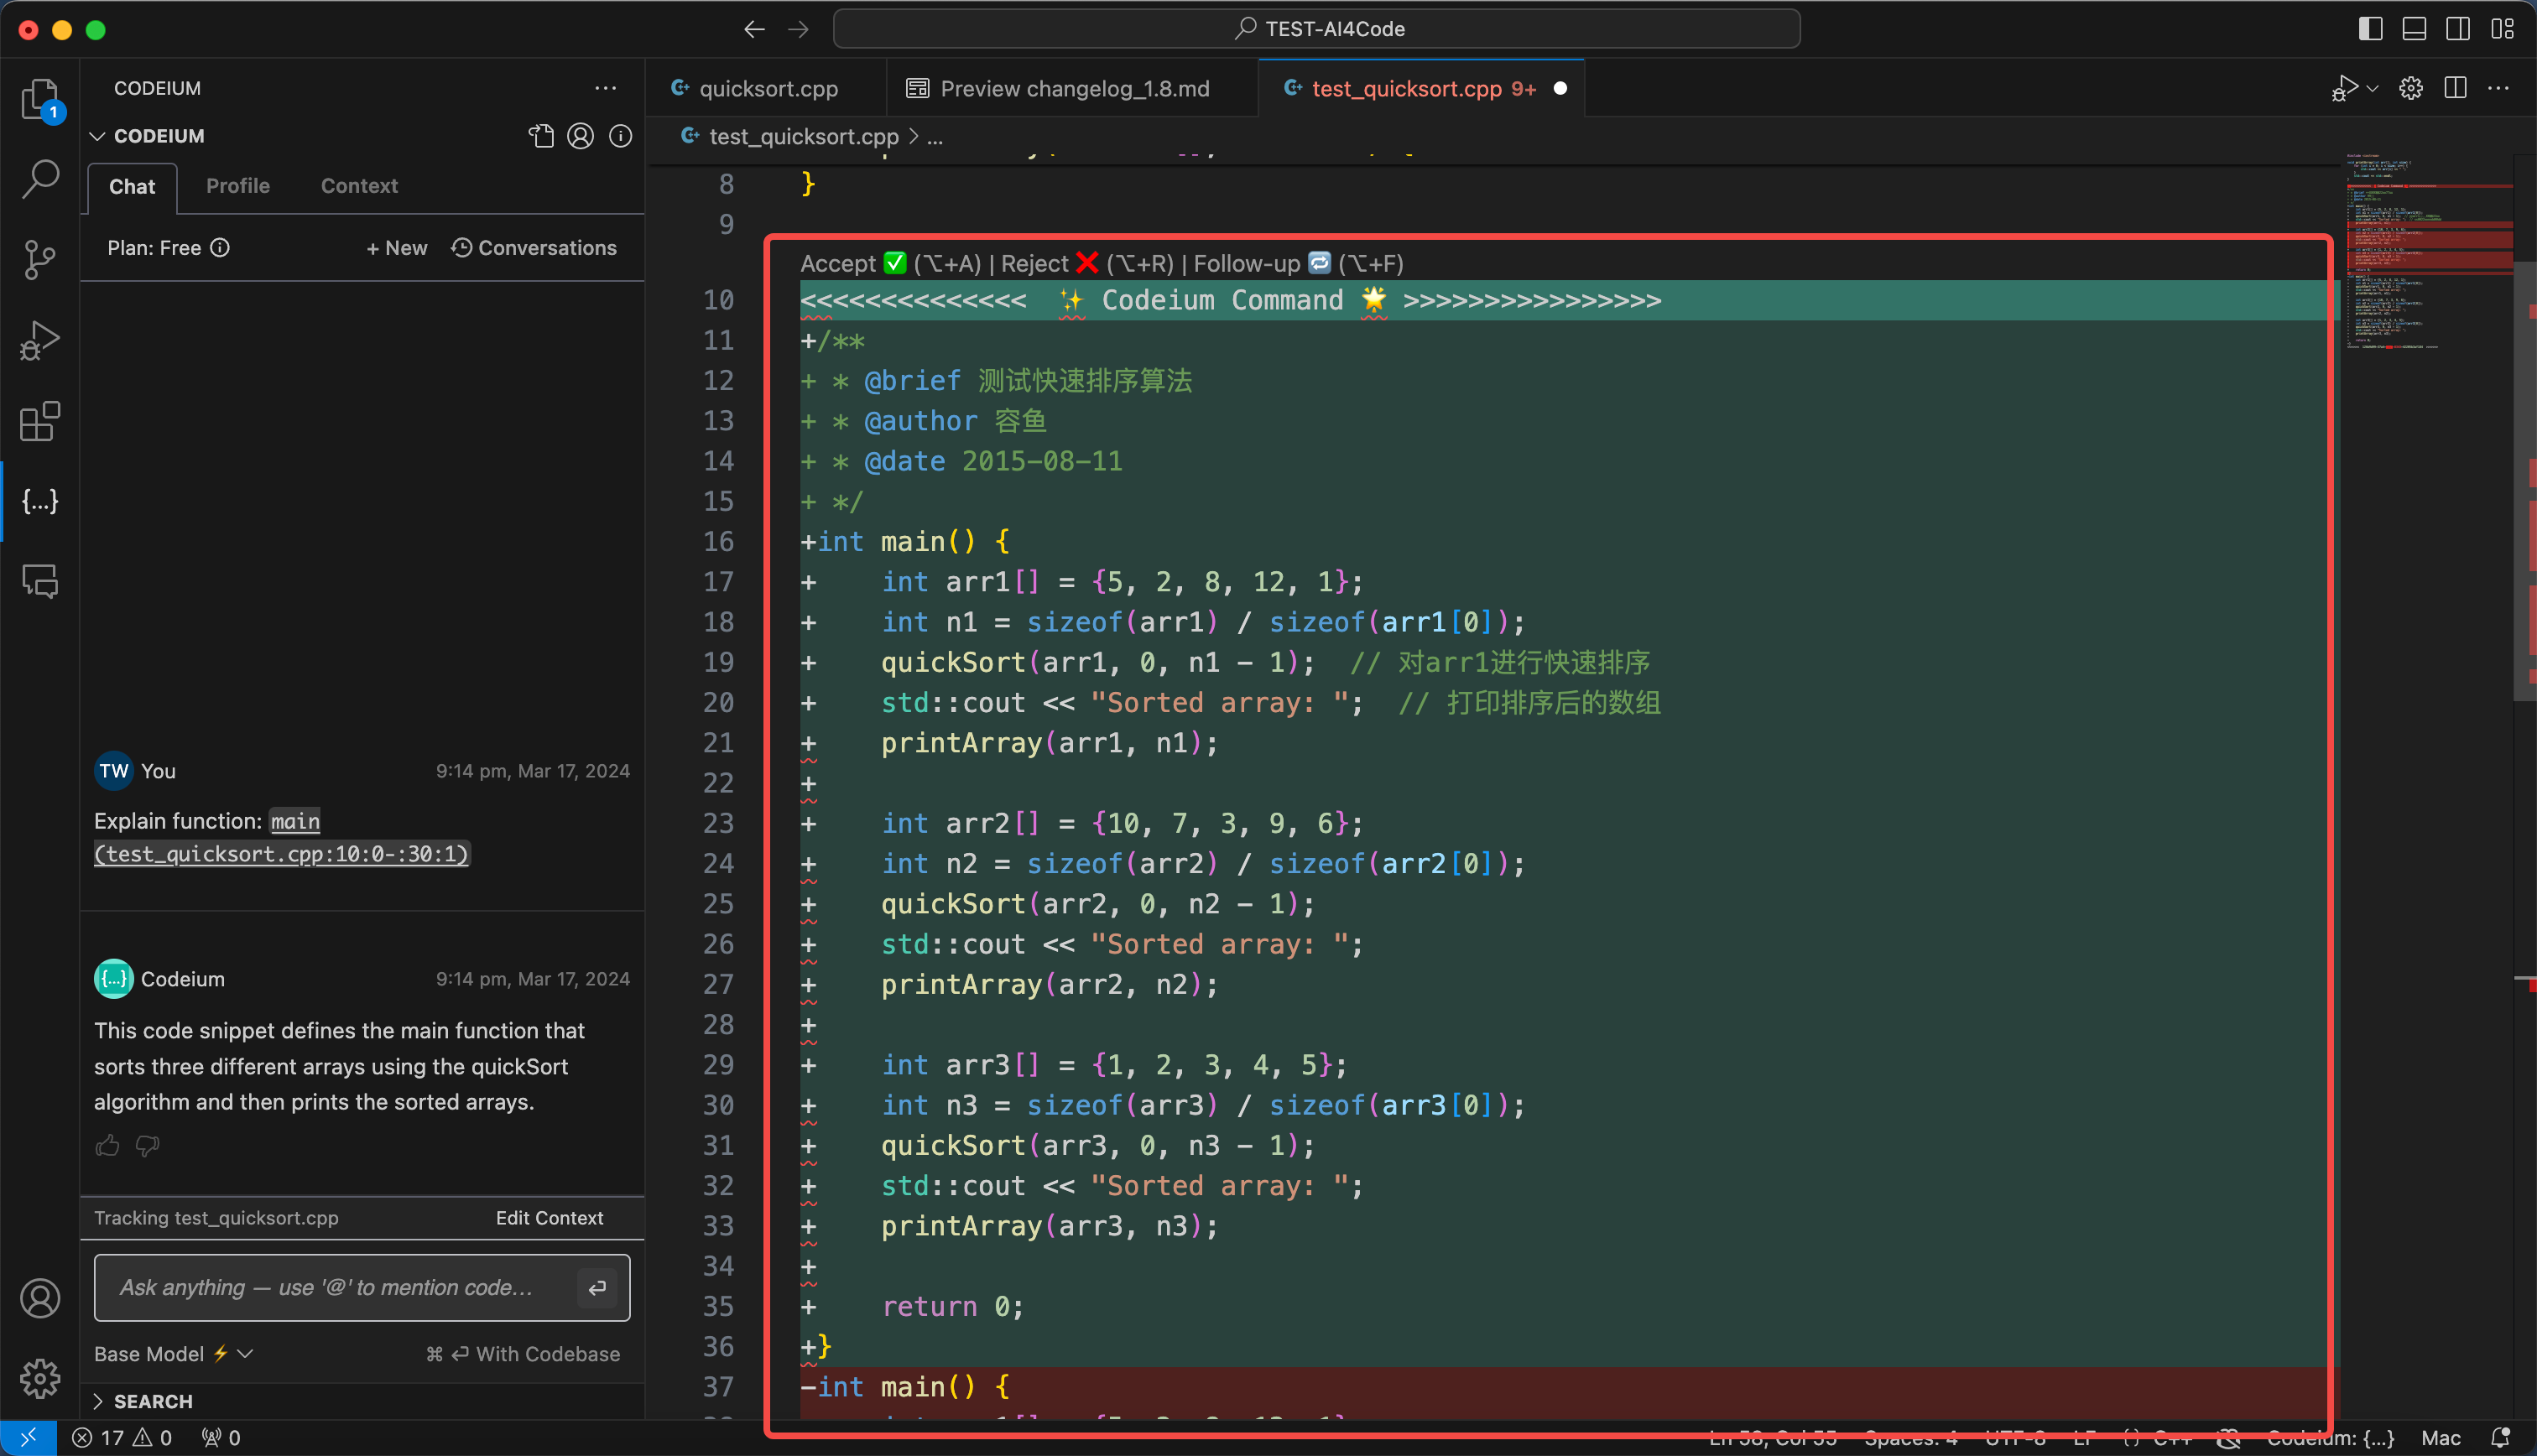 TEST-AI4Code
1
CODEIUM
CODEIUM
Chat
Profile
Context
Plan: Free
+ New
Conversations
TW You
9:14 pm, Mar 17, 2024
Explain function: main
(test_quicksort.cpp:10:0-:30:1)
{...} Codeium
9:14 pm, Mar 17, 2024
This code snippet defines the main function that
sorts three different arrays using the quickSort
algorithm and then prints the sorted arrays.
Tracking test_quicksort.cpp
Edit Context
Ask anything — use '@' to mention code...
Base Model ⚡
⌘ ⏎ With Codebase
SEARCH
quicksort.cpp
Preview changelog_1.8.md
test_quicksort.cpp 9+
test_quicksort.cpp > ...
8 }
9
Accept ✅ (⌥+A) | Reject ❌ (⌥+R) | Follow-up 🔁 (⌥+F)
10 <<<<<<<<<<<<<< ✨ Codeium Command 🌟 >>>>>>>>>>>>>>>>
11 +/**
12 + * @brief 测试快速排序算法
13 + * @author 容鱼
14 + * @date 2015-08-11
15 + */
16 +int main() {
17 +    int arr1[] = {5, 2, 8, 12, 1};
18 +    int n1 = sizeof(arr1) / sizeof(arr1[0]);
19 +    quickSort(arr1, 0, n1 - 1);  // 对arr1进行快速排序
20 +    std::cout << "Sorted array: ";  // 打印排序后的数组
21 +    printArray(arr1, n1);
22 +
23 +    int arr2[] = {10, 7, 3, 9, 6};
24 +    int n2 = sizeof(arr2) / sizeof(arr2[0]);
25 +    quickSort(arr2, 0, n2 - 1);
26 +    std::cout << "Sorted array: ";
27 +    printArray(arr2, n2);
28 +
29 +    int arr3[] = {1, 2, 3, 4, 5};
30 +    int n3 = sizeof(arr3) / sizeof(arr3[0]);
31 +    quickSort(arr3, 0, n3 - 1);
32 +    std::cout << "Sorted array: ";
33 +    printArray(arr3, n3);
34 +
35 +    return 0;
36 +}
37 -int main() {
17 0 0
Ln 58, Col 55 Spaces: 4 UTF-8 LF {} C++ Codeium: {...} Mac